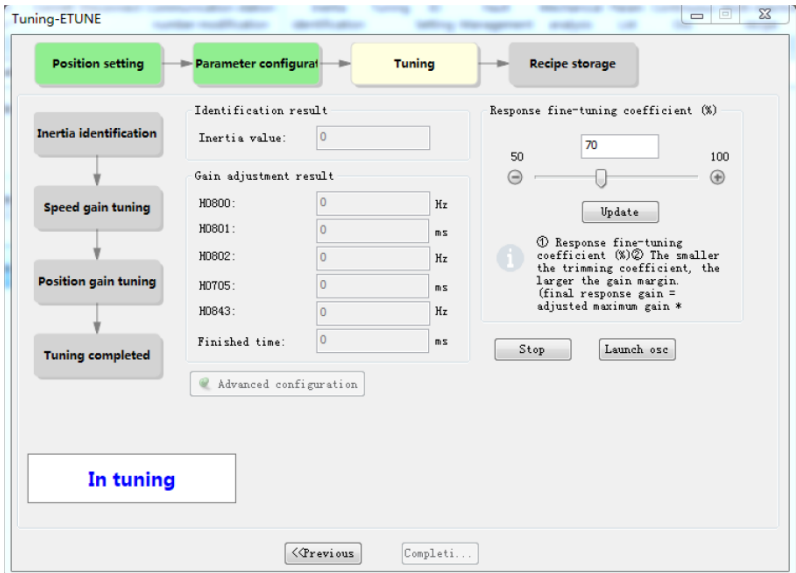 Tuning-ETUNE
Position setting
Parameter configurat
Tuning
Recipe storage
Inertia identification
Speed gain tuning
Position gain tuning
Tuning completed
Identification result
Inertia value: 0
Gain adjustment result
H0800: 0 Hz
H0801: 0 ms
H0802: 0 Hz
H0705: 0 ms
H0843: 0 Hz
Finished time: 0 ms
Advanced configuration
Response fine-tuning coefficient (%)
70
50 100
Update
① Response fine-tuning
coefficient (%)② The smaller
the trimming coefficient, the
larger the gain margin.
(final response gain =
adjusted maximum gain *
Stop
Launch osc
In tuning
<<Previous
Completi...